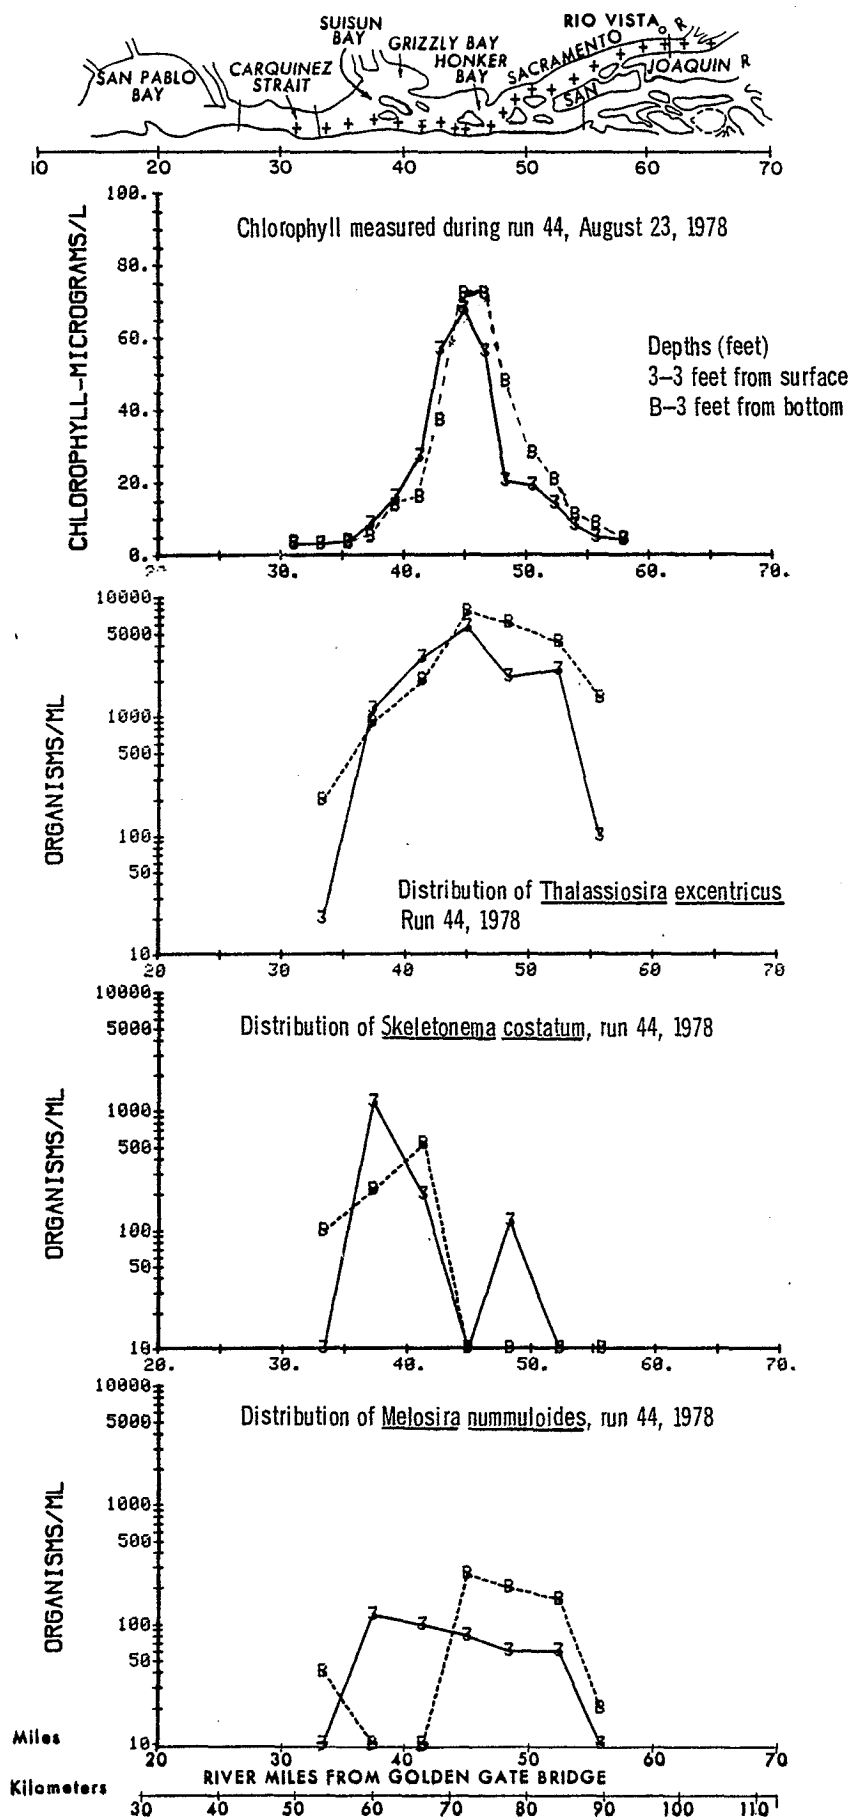 SUISUN
BAY
RIO VISTA
R
GRIZZLY BAY
HONKER
BAY
SACRAMENTO
JOAQUIN R
SAN
SAN PABLO
BAY
CARQUINEZ
STRAIT
10 20 30 40 50 60 70
CHLOROPHYLL-MICROGRAMS/L
100.
80.
60.
40.
20.
0.
Chlorophyll measured during run 44, August 23, 1978
Depths (feet)
3-3 feet from surface
B-3 feet from bottom
30. 40. 50. 60. 70.
ORGANISMS/ML
10000
5000
1000
500
100
50
10
Distribution of Thalassiosira excentricus
Run 44, 1978
20 30 40 50 60 70
ORGANISMS/ML
10000
5000
1000
500
100
50
10
Distribution of Skeletonema costatum, run 44, 1978
20. 30. 40. 50. 60. 70.
ORGANISMS/ML
10000
5000
1000
500
100
50
10
Distribution of Melosira nummuloides, run 44, 1978
Miles
20 30 40 50 60 70
RIVER MILES FROM GOLDEN GATE BRIDGE
Kilometers
30 40 50 60 70 80 90 100 110